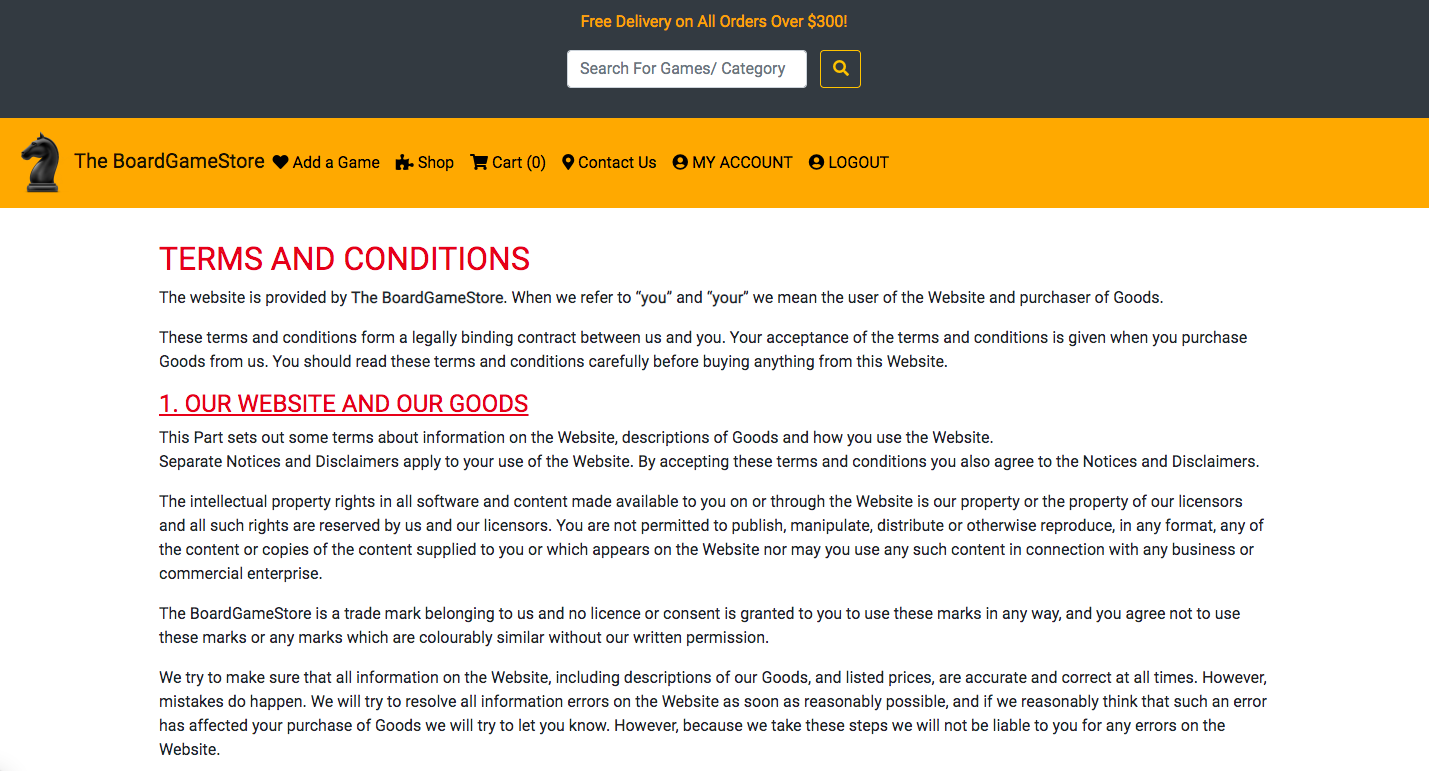 Free Delivery on All Orders Over $300!
Search For Games/ Category
The BoardGameStore Add a Game Shop Cart (0) Contact Us MY ACCOUNT LOGOUT
TERMS AND CONDITIONS
The website is provided by The BoardGameStore. When we refer to “you” and “your” we mean the user of the Website and purchaser of Goods.
These terms and conditions form a legally binding contract between us and you. Your acceptance of the terms and conditions is given when you purchase
Goods from us. You should read these terms and conditions carefully before buying anything from this Website.
1. OUR WEBSITE AND OUR GOODS
This Part sets out some terms about information on the Website, descriptions of Goods and how you use the Website.
Separate Notices and Disclaimers apply to your use of the Website. By accepting these terms and conditions you also agree to the Notices and Disclaimers.
The intellectual property rights in all software and content made available to you on or through the Website is our property or the property of our licensors
and all such rights are reserved by us and our licensors. You are not permitted to publish, manipulate, distribute or otherwise reproduce, in any format, any of
the content or copies of the content supplied to you or which appears on the Website nor may you use any such content in connection with any business or
commercial enterprise.
The BoardGameStore is a trade mark belonging to us and no licence or consent is granted to you to use these marks in any way, and you agree not to use
these marks or any marks which are colourably similar without our written permission.
We try to make sure that all information on the Website, including descriptions of our Goods, and listed prices, are accurate and correct at all times. However,
mistakes do happen. We will try to resolve all information errors on the Website as soon as reasonably possible, and if we reasonably think that such an error
has affected your purchase of Goods we will try to let you know. However, because we take these steps we will not be liable to you for any errors on the
Website.